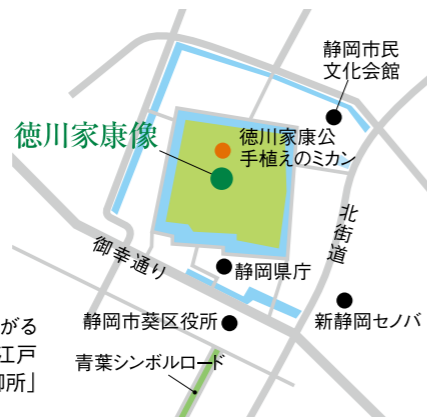 静岡市民
文化会館
徳川家康像
徳川家康公
手植えのミカン
北街道
御幸通り
静岡県庁
がる
静岡市葵区役所
新静岡セノバ
江戸
青葉シンボルロード
御所」